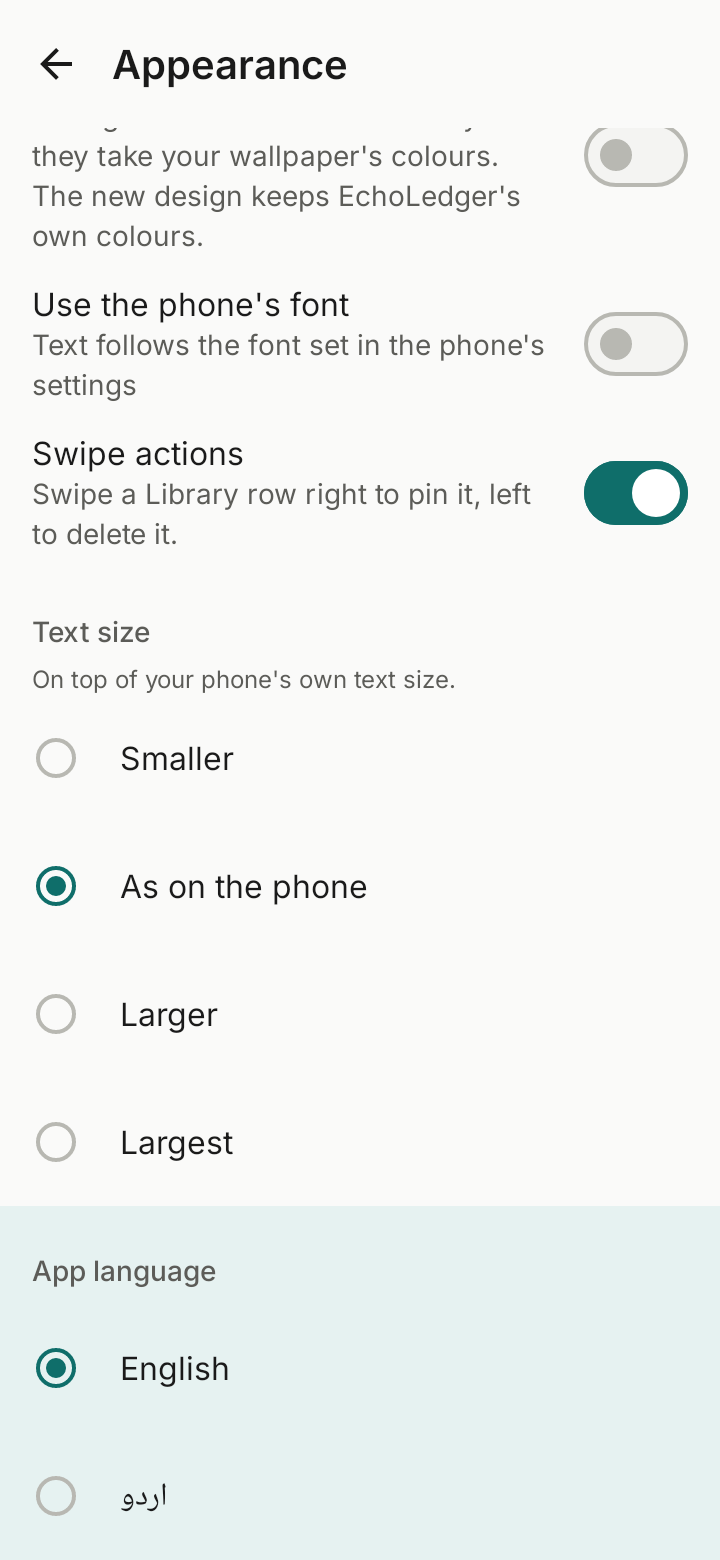 Appearance
they take your wallpaper's colours.
The new design keeps EchoLedger's
own colours.
Use the phone's font
Text follows the font set in the phone's
settings
Swipe actions
Swipe a Library row right to pin it, left
to delete it.
Text size
On top of your phone's own text size.
Smaller
As on the phone
Larger
Largest
App language
English
اردو